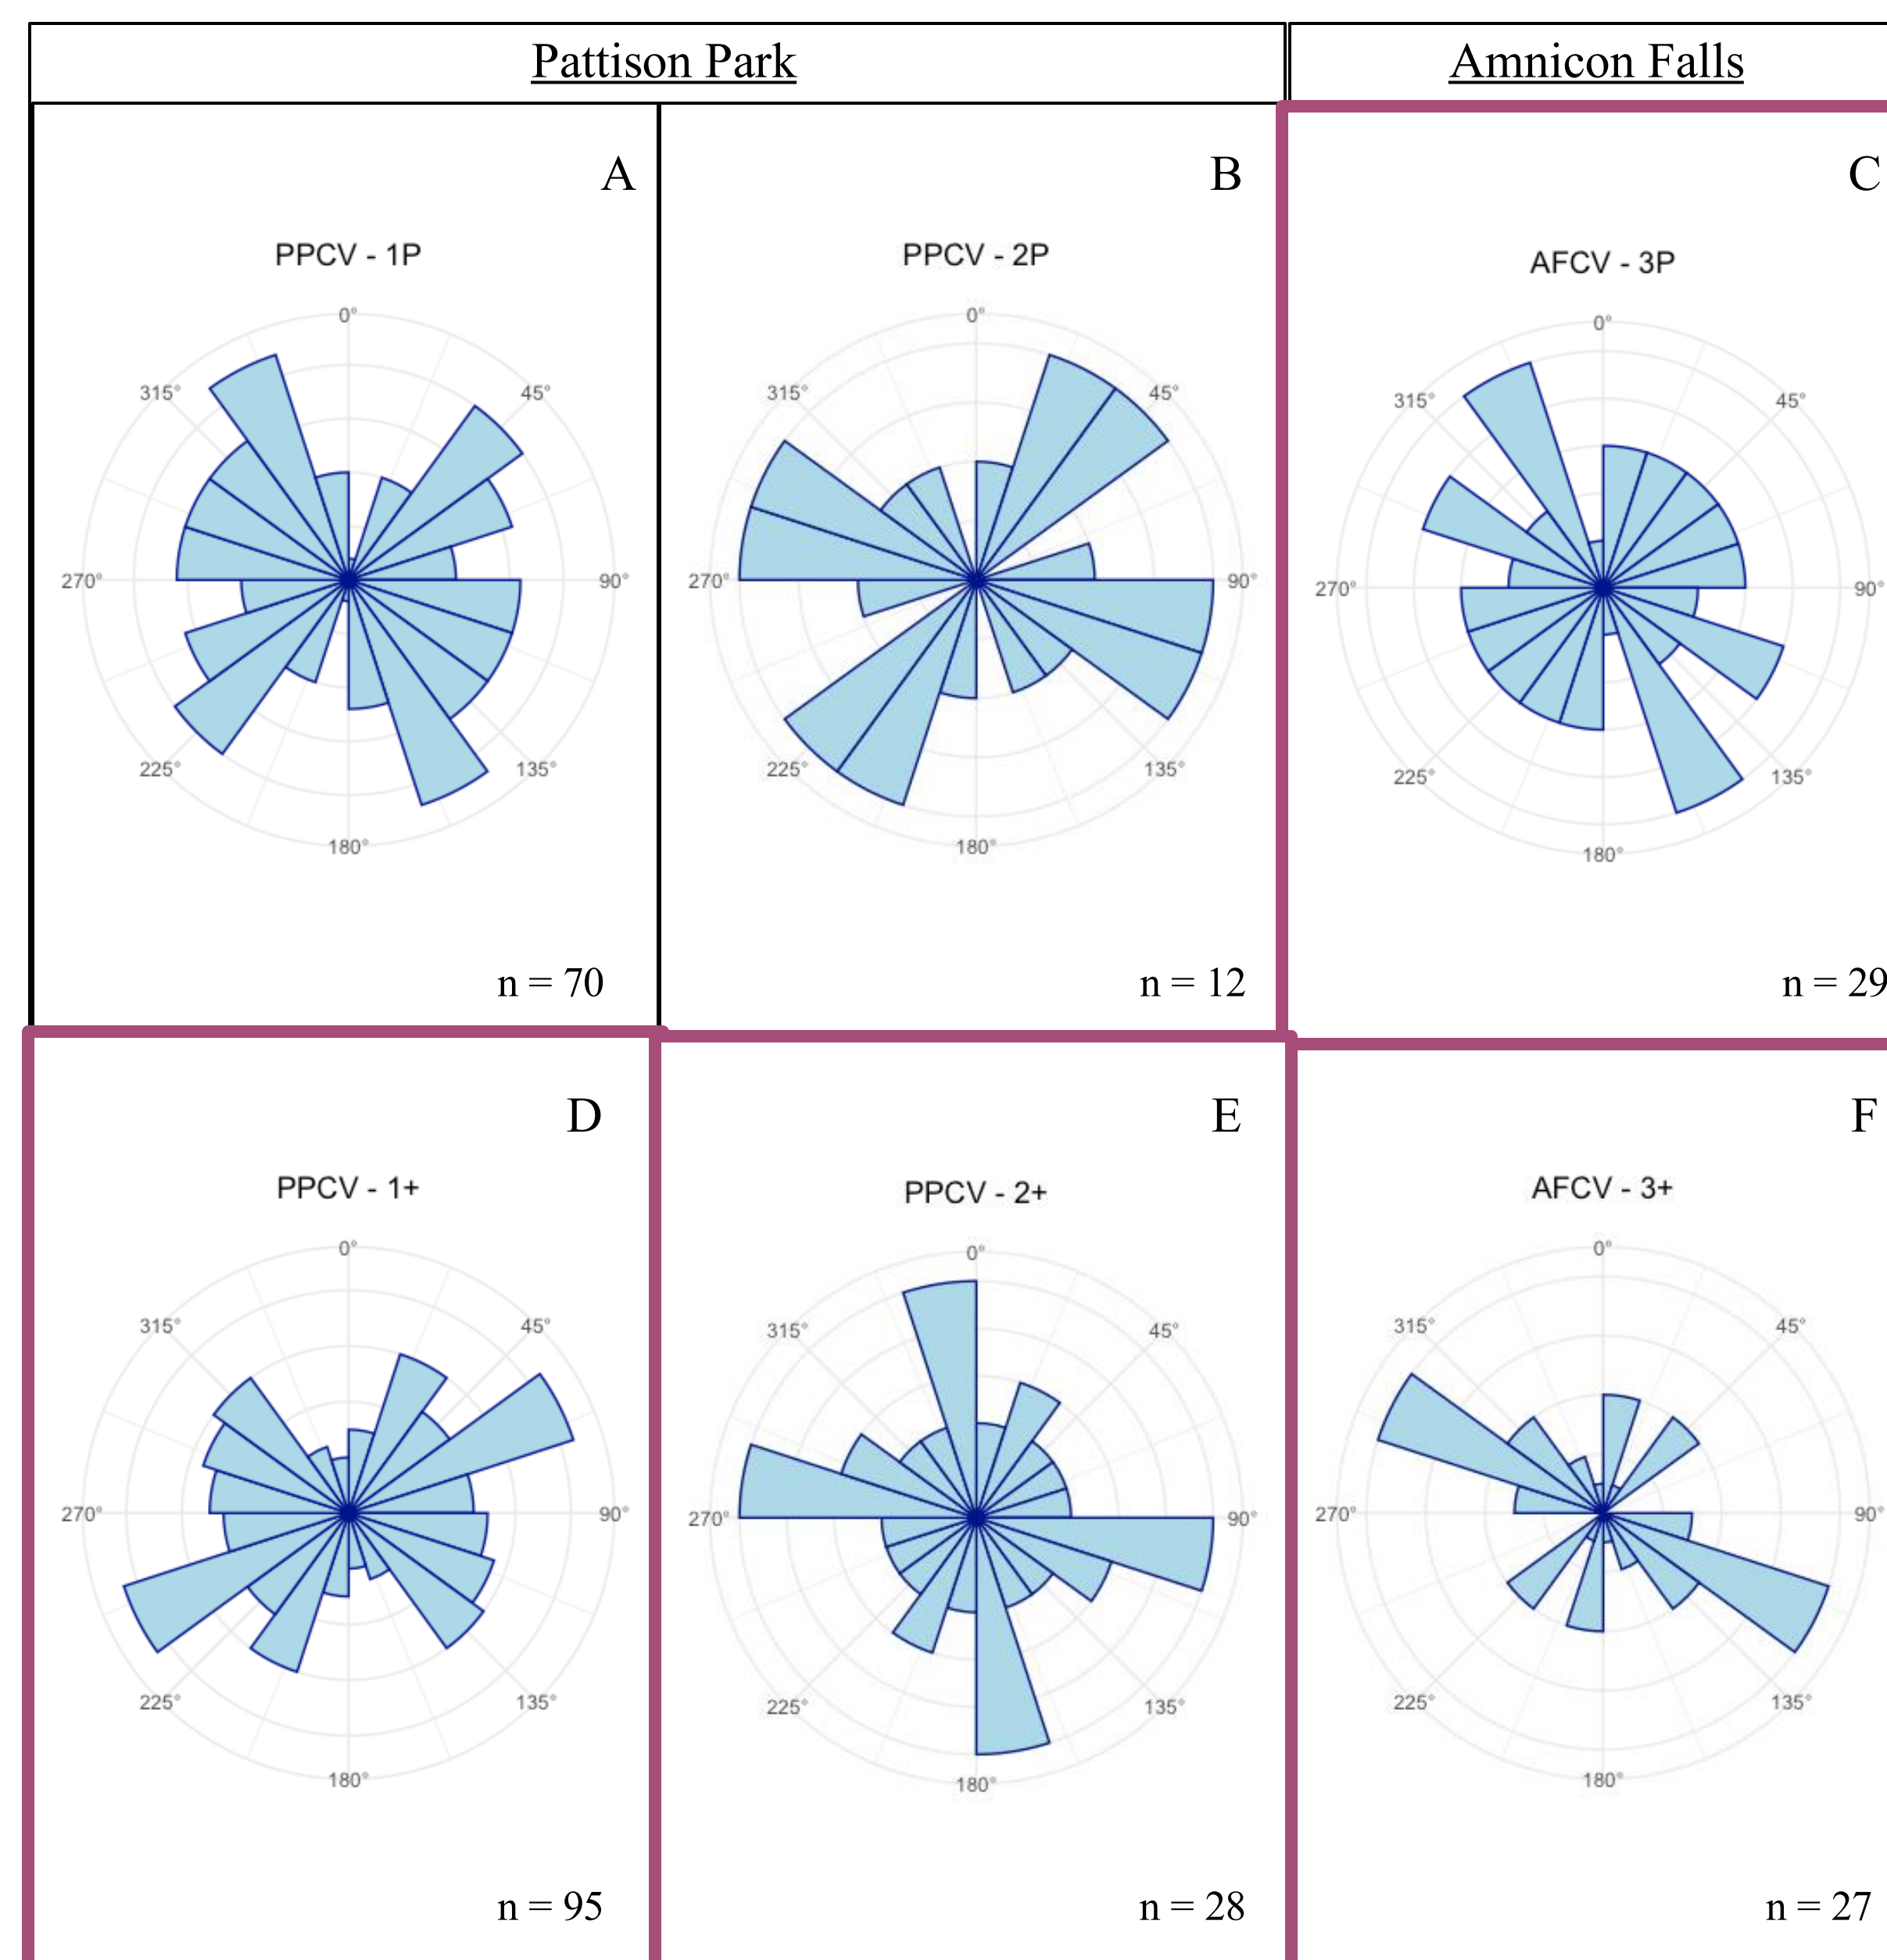 Pattison Park
Amnicon Falls
A
PPCV - 1P
0°
45°
90°
135°
180°
225°
270°
315°
n = 70
B
PPCV - 2P
0°
45°
90°
135°
180°
225°
270°
315°
n = 12
C
AFCV - 3P
0°
45°
90°
135°
180°
225°
270°
315°
n = 29
D
PPCV - 1+
0°
45°
90°
135°
180°
225°
270°
315°
n = 95
E
PPCV - 2+
0°
45°
90°
135°
180°
225°
270°
315°
n = 28
F
AFCV - 3+
0°
45°
90°
135°
180°
225°
270°
315°
n = 27